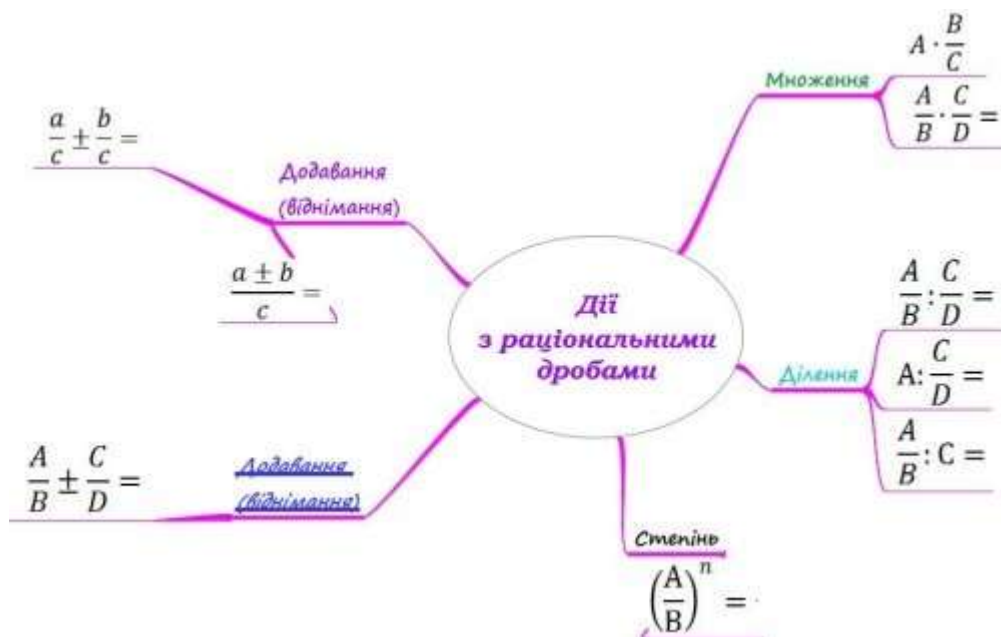 Дії
з раціональними
дробами
Додавання
(віднімання)
a/c ± b/c =
(a ± b)/c =
Додавання
(віднімання)
A/B ± C/D =
Множення
A · B/C
A/B · C/D =
Ділення
A/B : C/D =
A: C/D =
A/B : C =
Степінь
(A/B)^n =